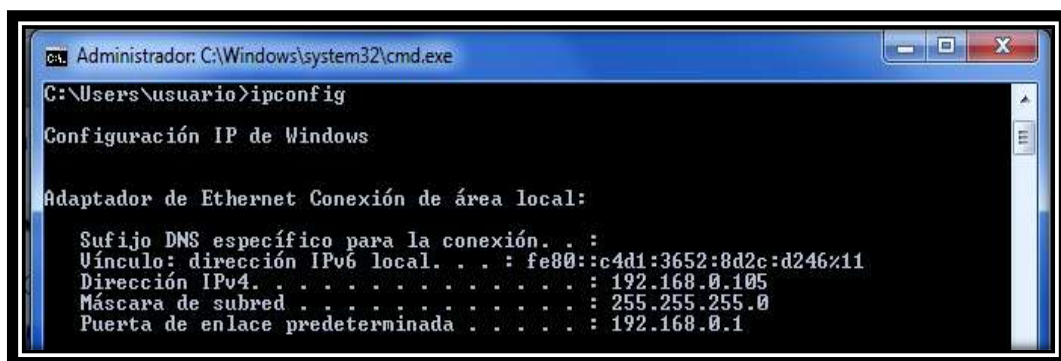 Administrador: C:\Windows\system32\cmd.exe
C:\Users\usuario>ipconfig
Configuración IP de Windows
Adaptador de Ethernet Conexión de área local:
Sufijo DNS específico para la conexión. . :
Vínculo: dirección IPv6 local. . . : fe80::c4d1:3652:8d2c:d246%11
Dirección IPv4. . . . . . . . . . . . . . : 192.168.0.105
Máscara de subred . . . . . . . . . . . . : 255.255.255.0
Puerta de enlace predeterminada . . . . . : 192.168.0.1